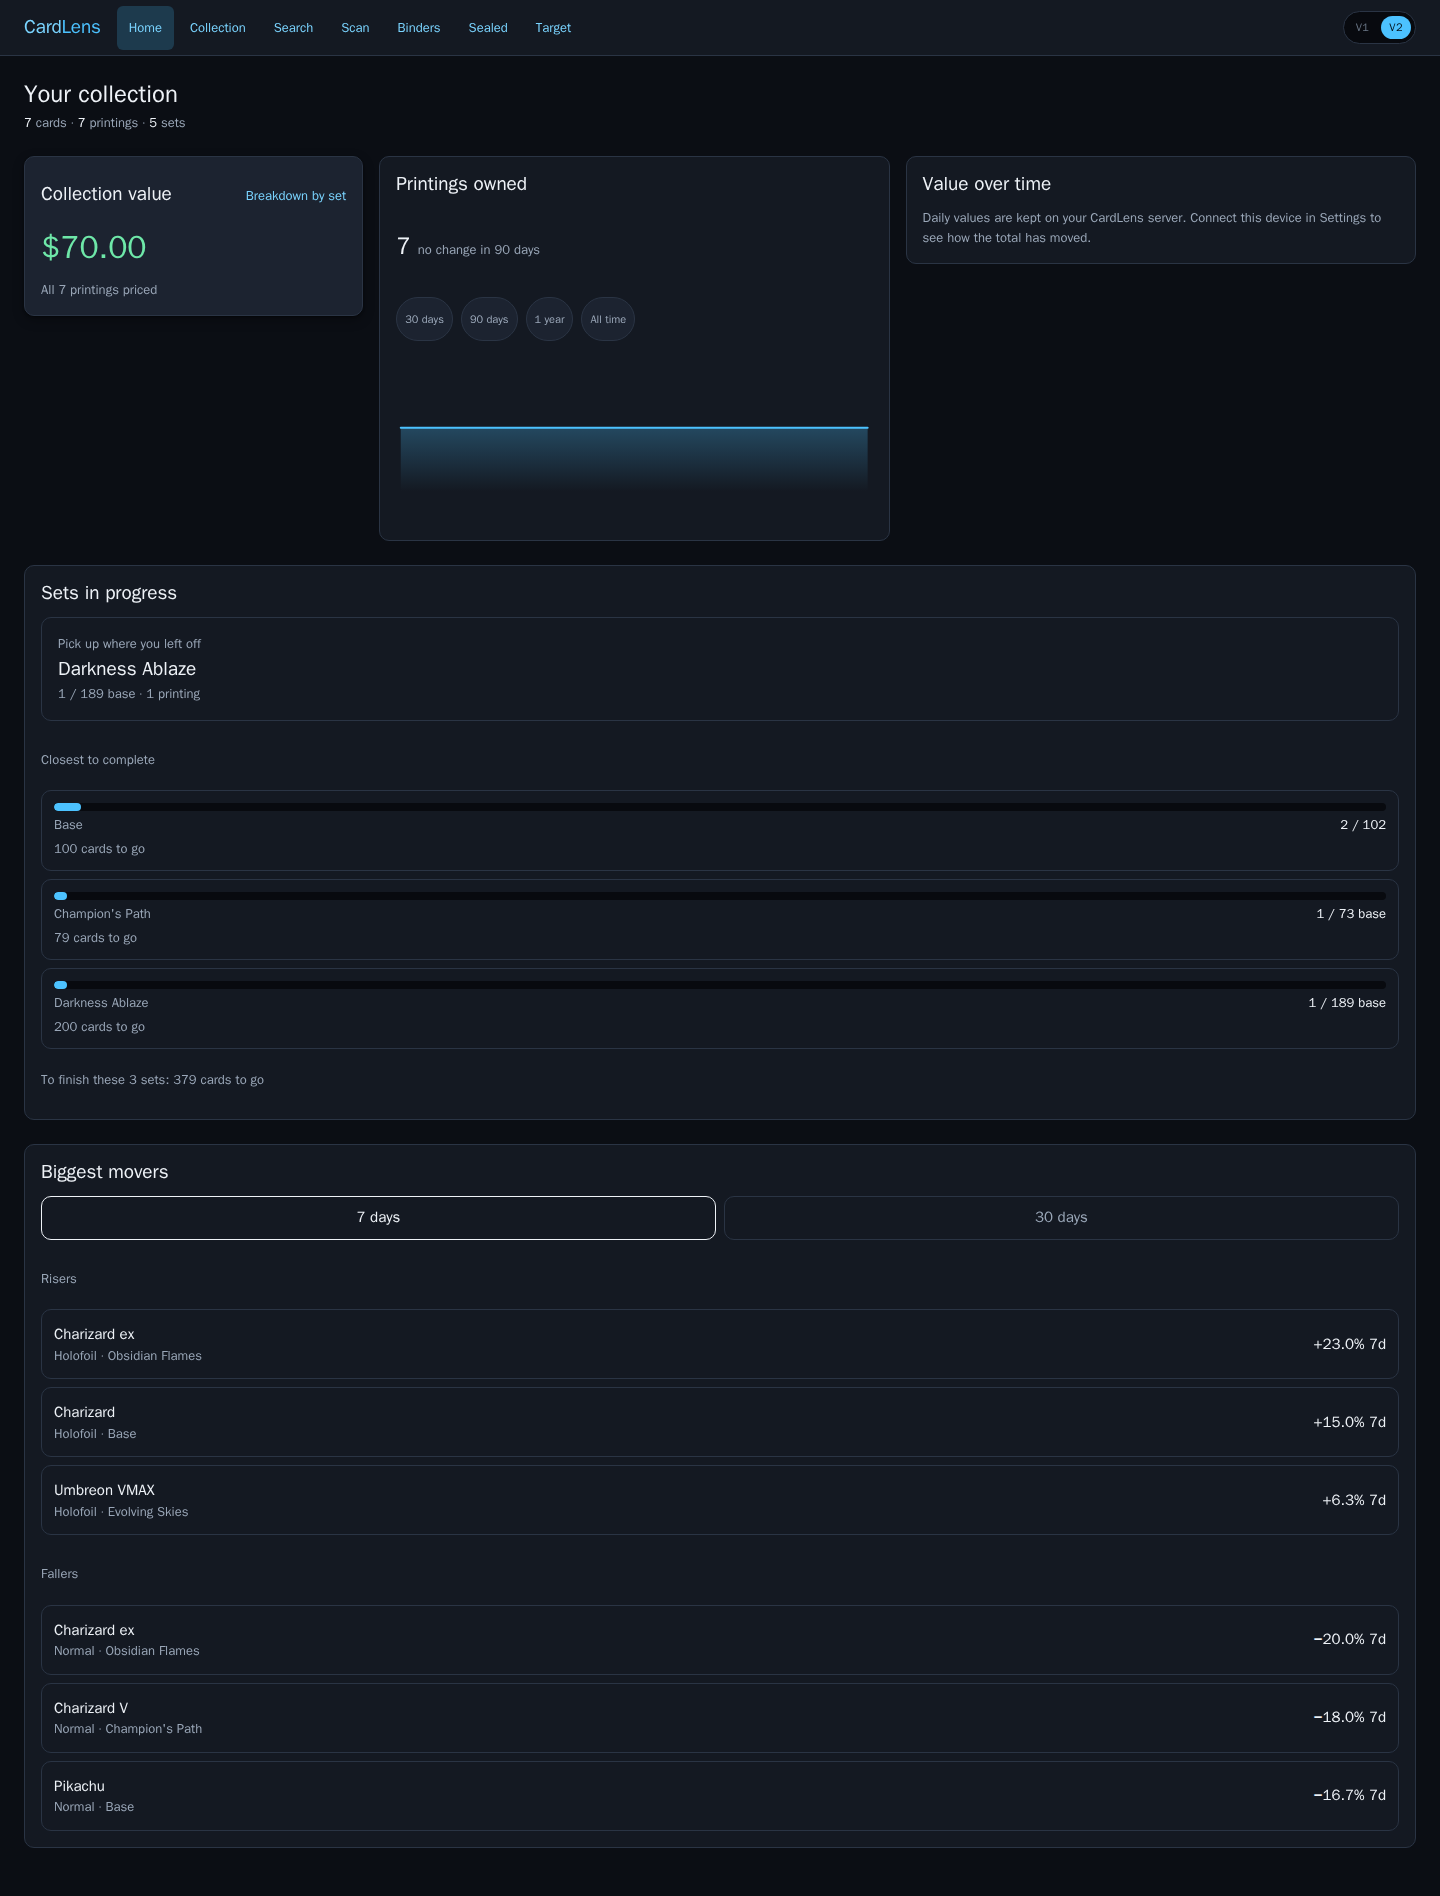 CardLens Home Collection Search Scan Binders Sealed Target V1 V2
Your collection
7 cards · 7 printings · 5 sets
Collection value Breakdown by set
$70.00
All 7 printings priced
Printings owned
7 no change in 90 days
30 days 90 days 1 year All time
Value over time
Daily values are kept on your CardLens server. Connect this device in Settings to
see how the total has moved.
Sets in progress
Pick up where you left off
Darkness Ablaze
1 / 189 base · 1 printing
Closest to complete
Base 2 / 102
100 cards to go
Champion's Path 1 / 73 base
79 cards to go
Darkness Ablaze 1 / 189 base
200 cards to go
To finish these 3 sets: 379 cards to go
Biggest movers
7 days 30 days
Risers
Charizard ex
Holofoil · Obsidian Flames
+23.0% 7d
Charizard
Holofoil · Base
+15.0% 7d
Umbreon VMAX
Holofoil · Evolving Skies
+6.3% 7d
Fallers
Charizard ex
Normal · Obsidian Flames
−20.0% 7d
Charizard V
Normal · Champion's Path
−18.0% 7d
Pikachu
Normal · Base
−16.7% 7d